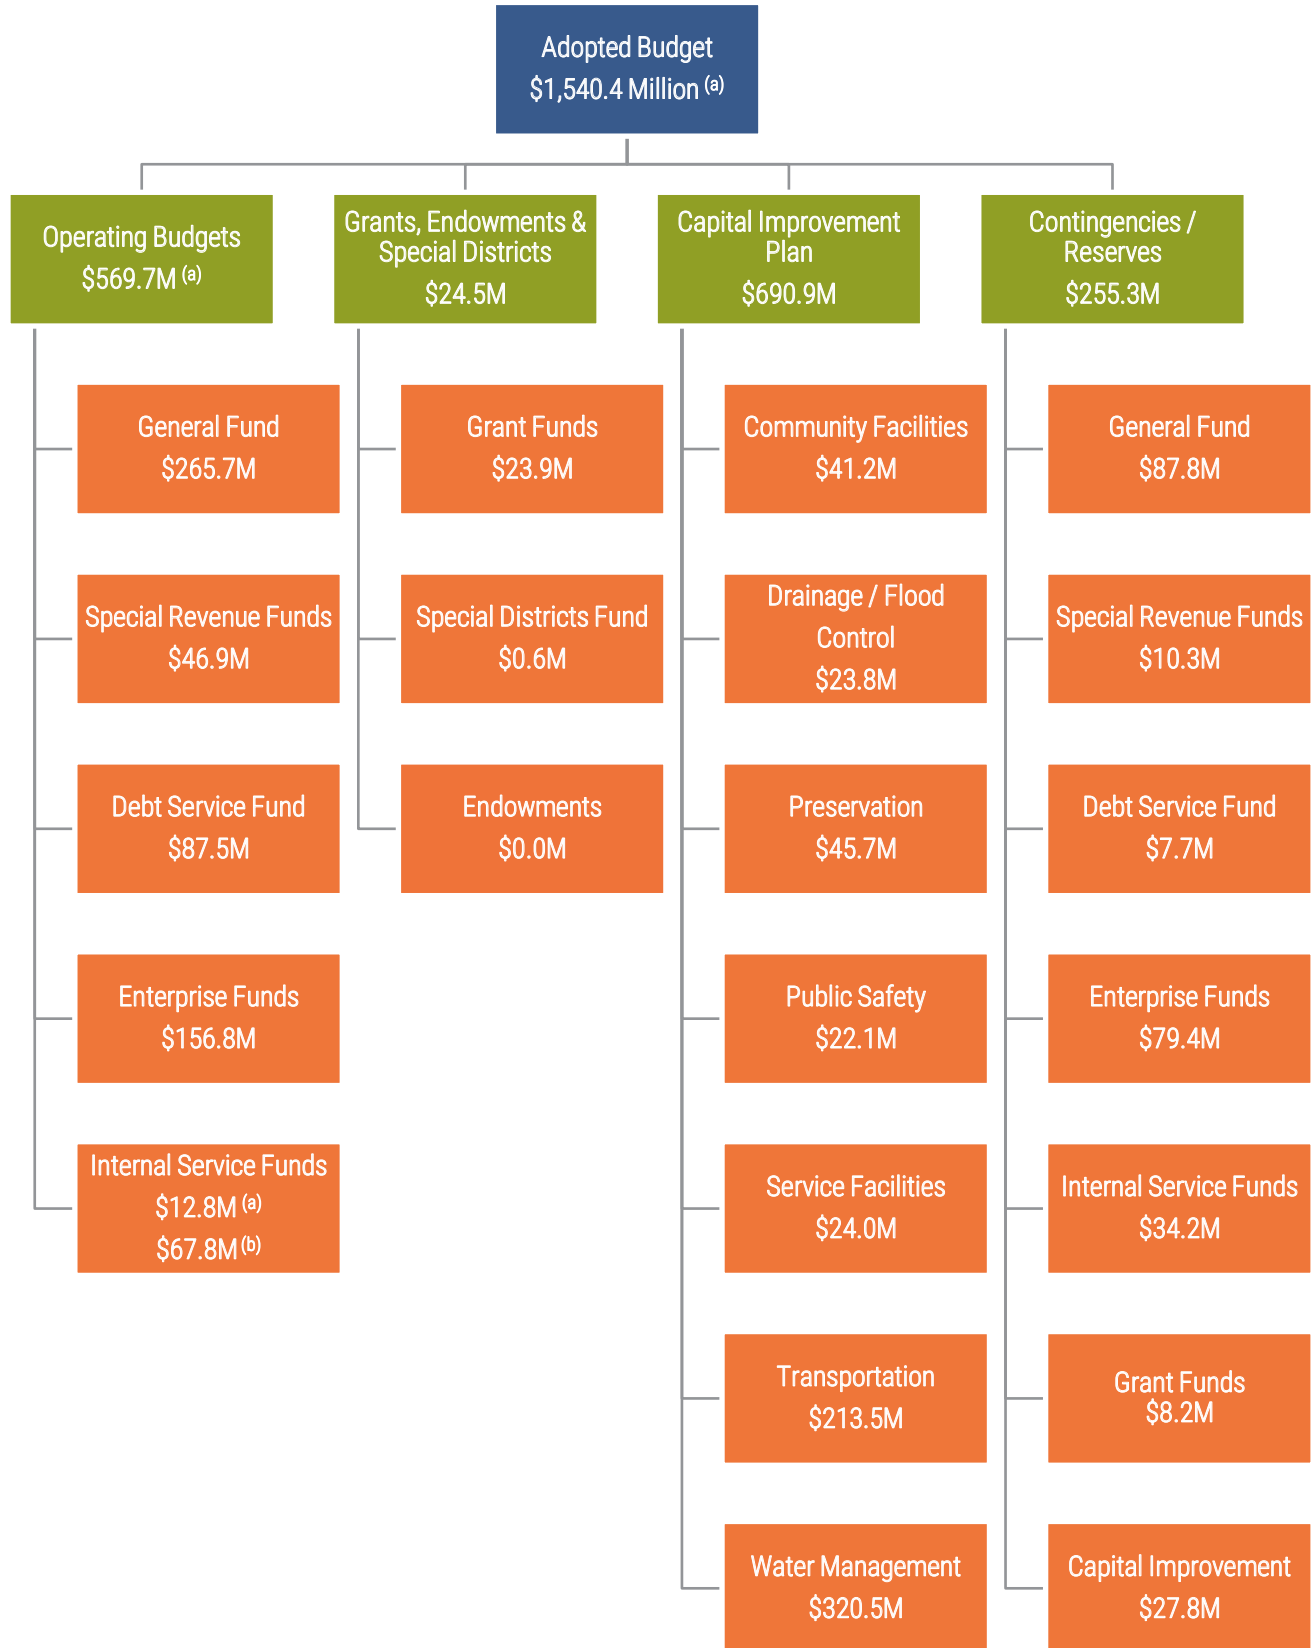 Adopted Budget
$1,540.4 Million (a)
Operating Budgets
$569.7M (a)
Grants, Endowments &
Special Districts
$24.5M
Capital Improvement
Plan
$690.9M
Contingencies /
Reserves
$255.3M
General Fund
$265.7M
Special Revenue Funds
$46.9M
Debt Service Fund
$87.5M
Enterprise Funds
$156.8M
Internal Service Funds
$12.8M (a)
$67.8M (b)
Grant Funds
$23.9M
Special Districts Fund
$0.6M
Endowments
$0.0M
Community Facilities
$41.2M
Drainage / Flood
Control
$23.8M
Preservation
$45.7M
Public Safety
$22.1M
Service Facilities
$24.0M
Transportation
$213.5M
Water Management
$320.5M
General Fund
$87.8M
Special Revenue Funds
$10.3M
Debt Service Fund
$7.7M
Enterprise Funds
$79.4M
Internal Service Funds
$34.2M
Grant Funds
$8.2M
Capital Improvement
$27.8M